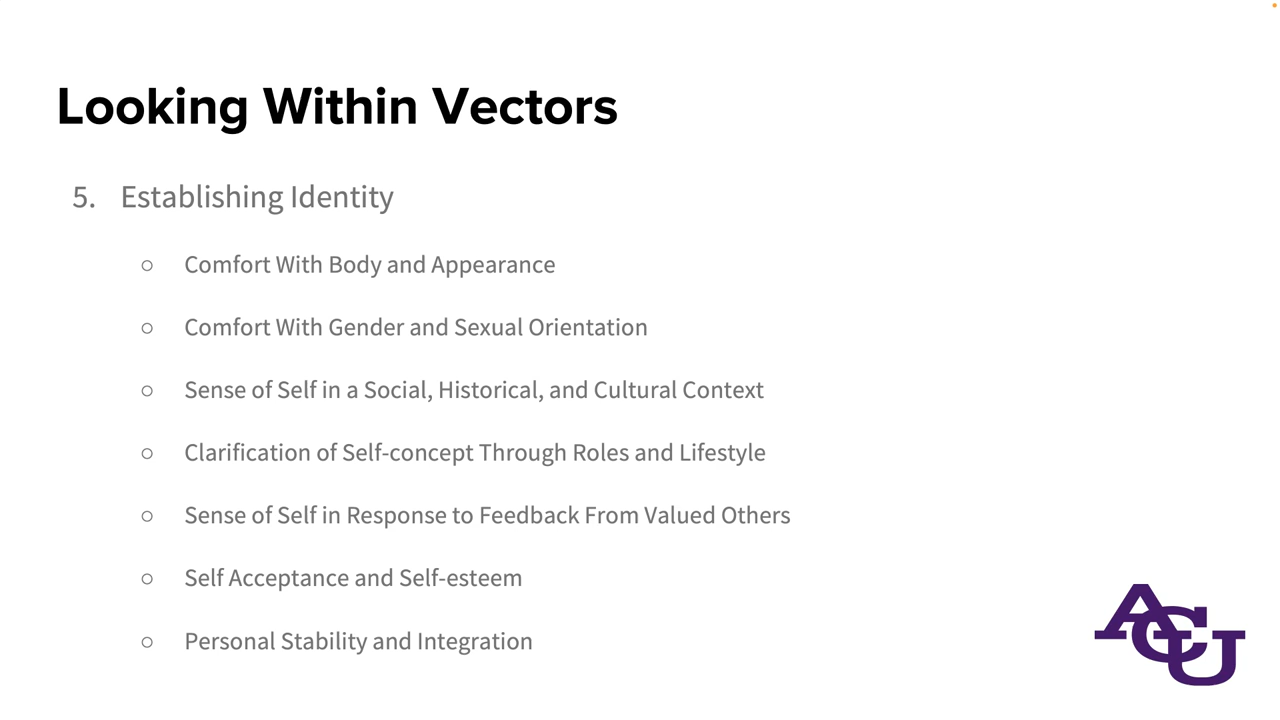 Looking Within Vectors
5. Establishing Identity
○ Comfort With Body and Appearance
○ Comfort With Gender and Sexual Orientation
○ Sense of Self in a Social, Historical, and Cultural Context
○ Clarification of Self-concept Through Roles and Lifestyle
○ Sense of Self in Response to Feedback From Valued Others
○ Self Acceptance and Self-esteem
○ Personal Stability and Integration
ACU